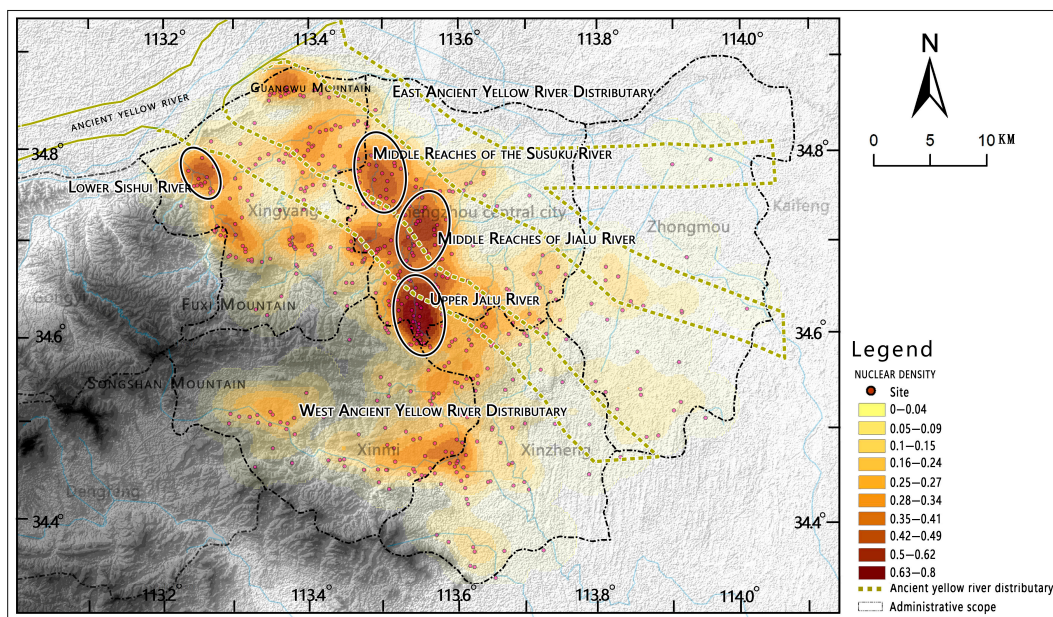 113.2° 113.4° 113.6° 113.8° 114.0°
N
0 5 10 KM
GUANGWU MOUNTAIN
EAST ANCIENT YELLOW RIVER DISTRIBUTARY
ANCIENT YELLOW RIVER
34.8° 34.8°
MIDDLE REACHES OF THE SUSUKU RIVER
LOWER SISHUI RIVER
Xingyang
Zhengzhou central city
Kaifeng
Zhongmou
MIDDLE REACHES OF JIALU RIVER
UPPER JALU RIVER
FUXI MOUNTAIN
34.6° 34.6°
SONGSHAN MOUNTAIN
WEST ANCIENT YELLOW RIVER DISTRIBUTARY
Xinmi
Xinzheng
Dengfeng
34.4° 34.4°
113.2° 113.4° 113.6° 113.8° 114.0°
Legend
NUCLEAR DENSITY
Site
0–0.04
0.05–0.09
0.1–0.15
0.16–0.24
0.25–0.27
0.28–0.34
0.35–0.41
0.42–0.49
0.5–0.62
0.63–0.8
Ancient yellow river distributary
Administrative scope